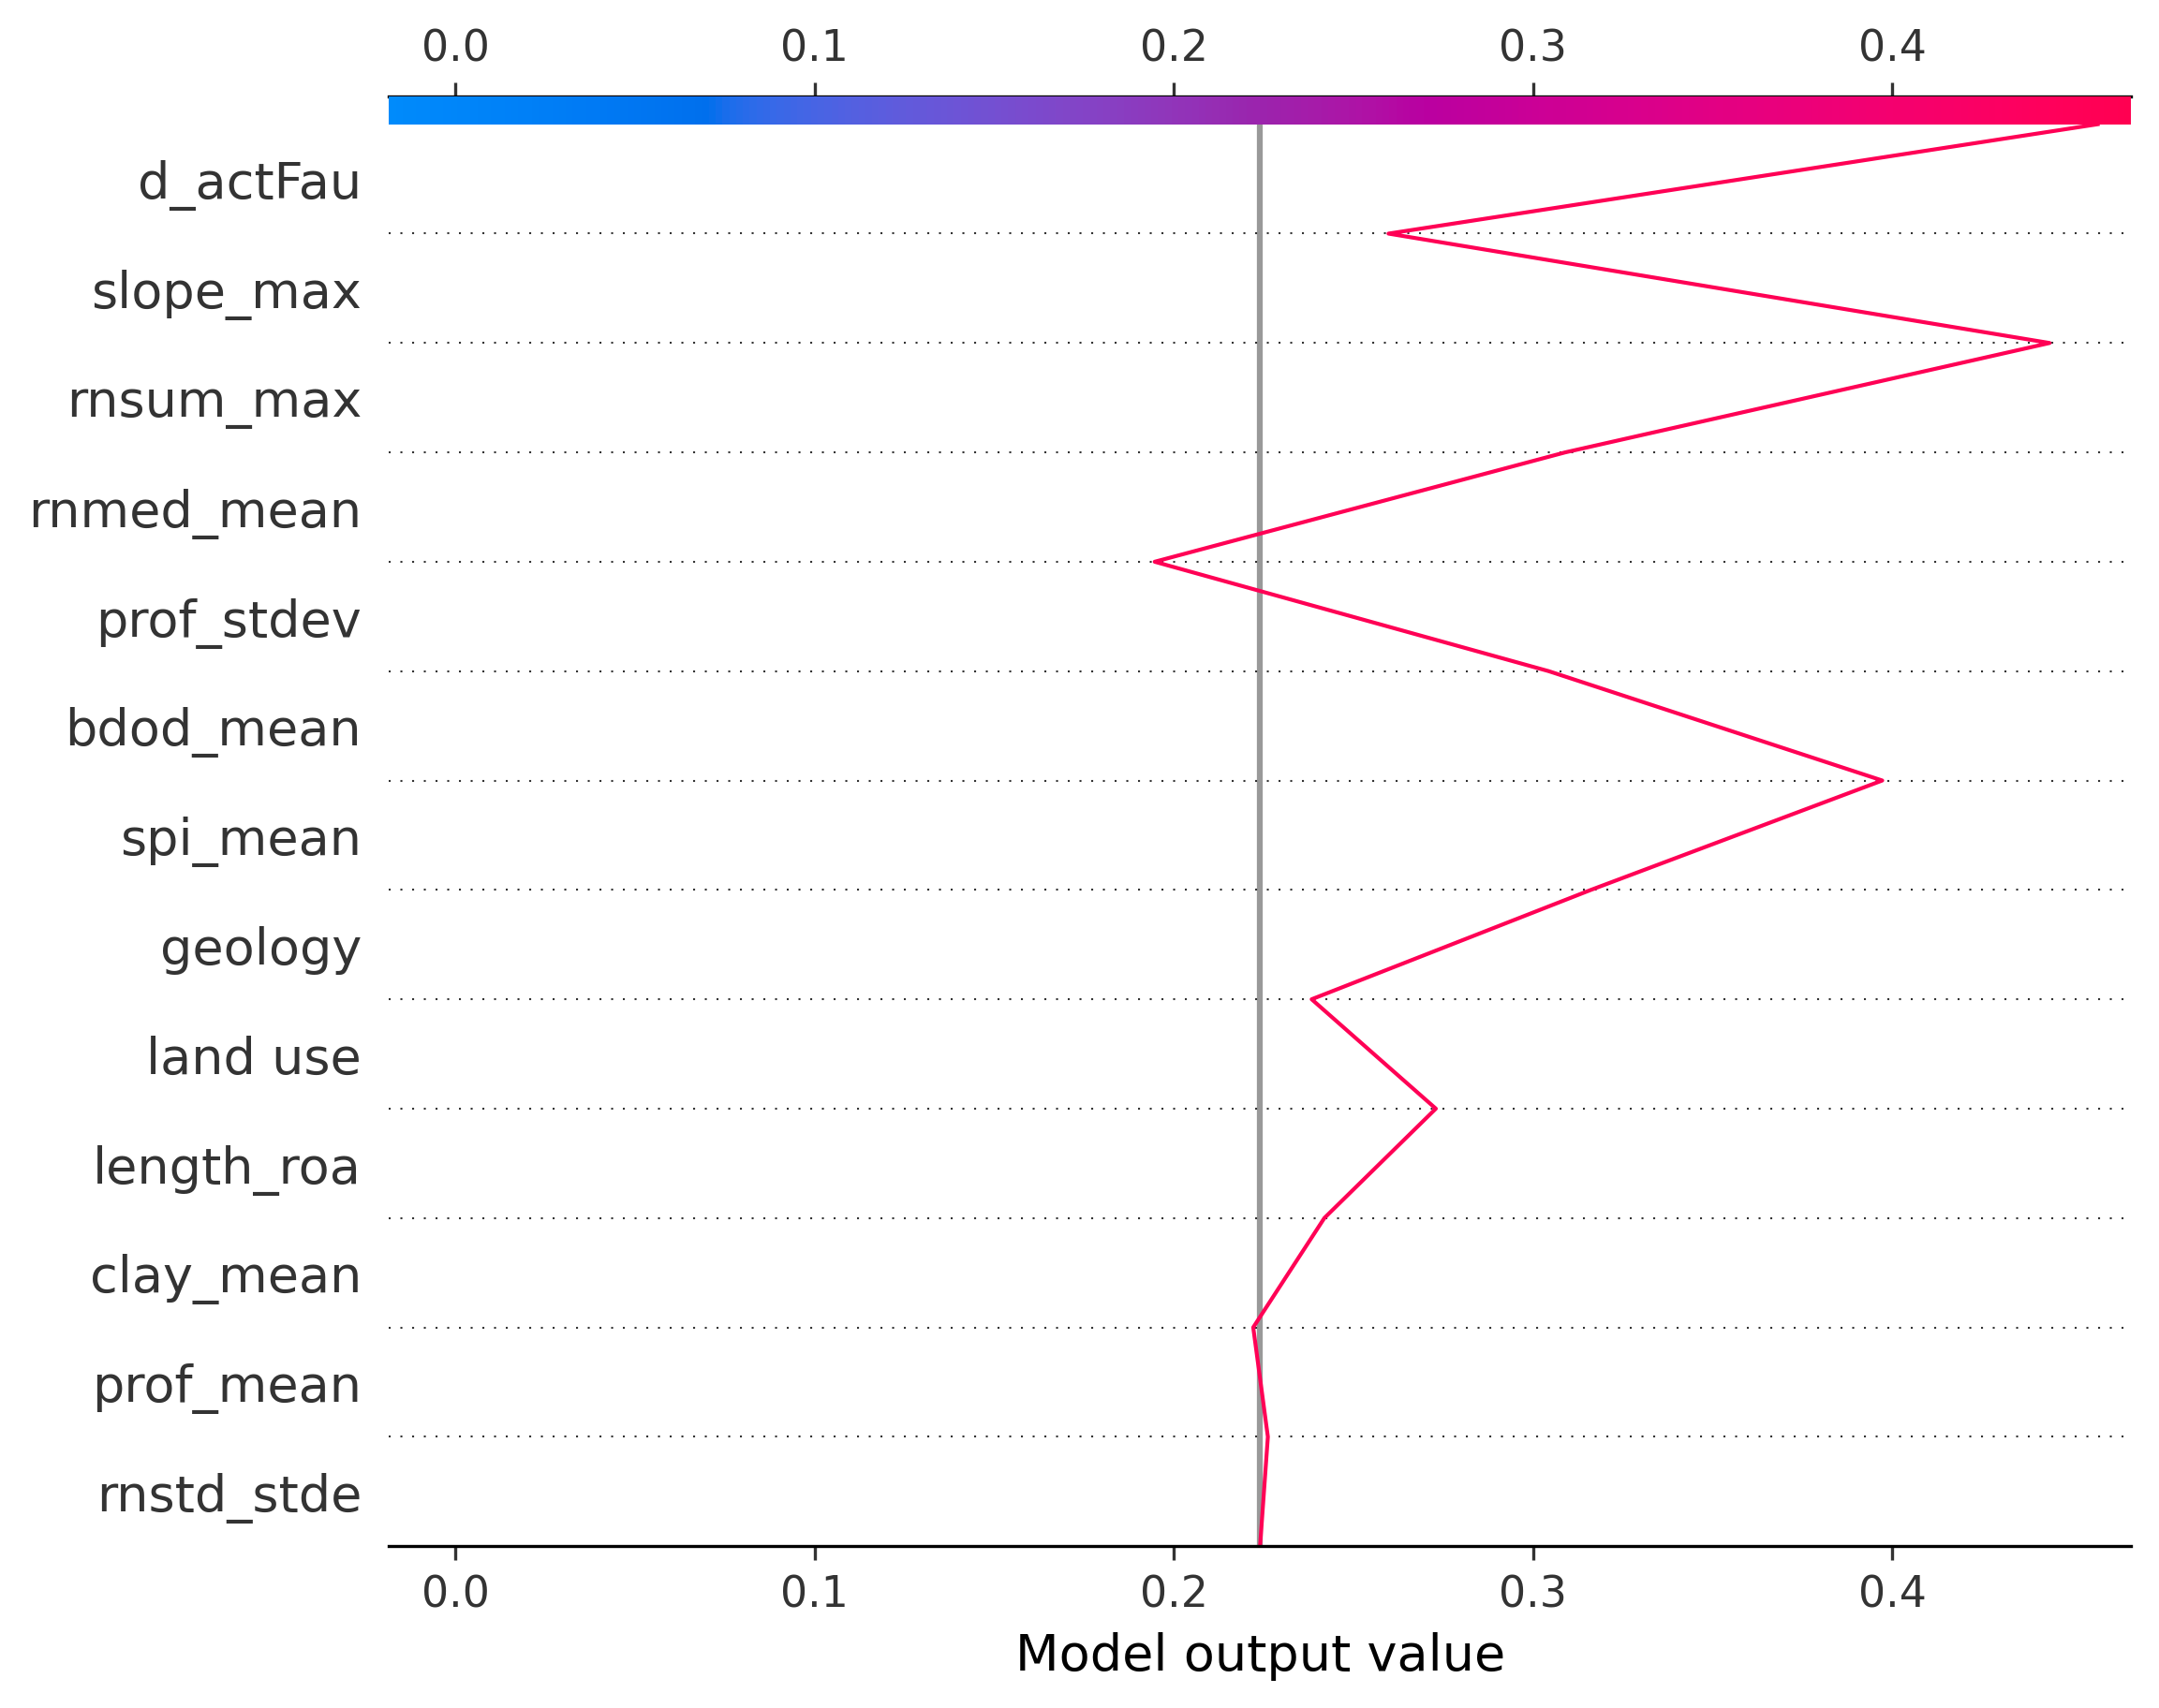 0.0 0.1 0.2 0.3 0.4
d_actFau
slope_max
rnsum_max
rnmed_mean
prof_stdev
bdod_mean
spi_mean
geology
land use
length_roa
clay_mean
prof_mean
rnstd_stde
0.0 0.1 0.2 0.3 0.4
Model output value